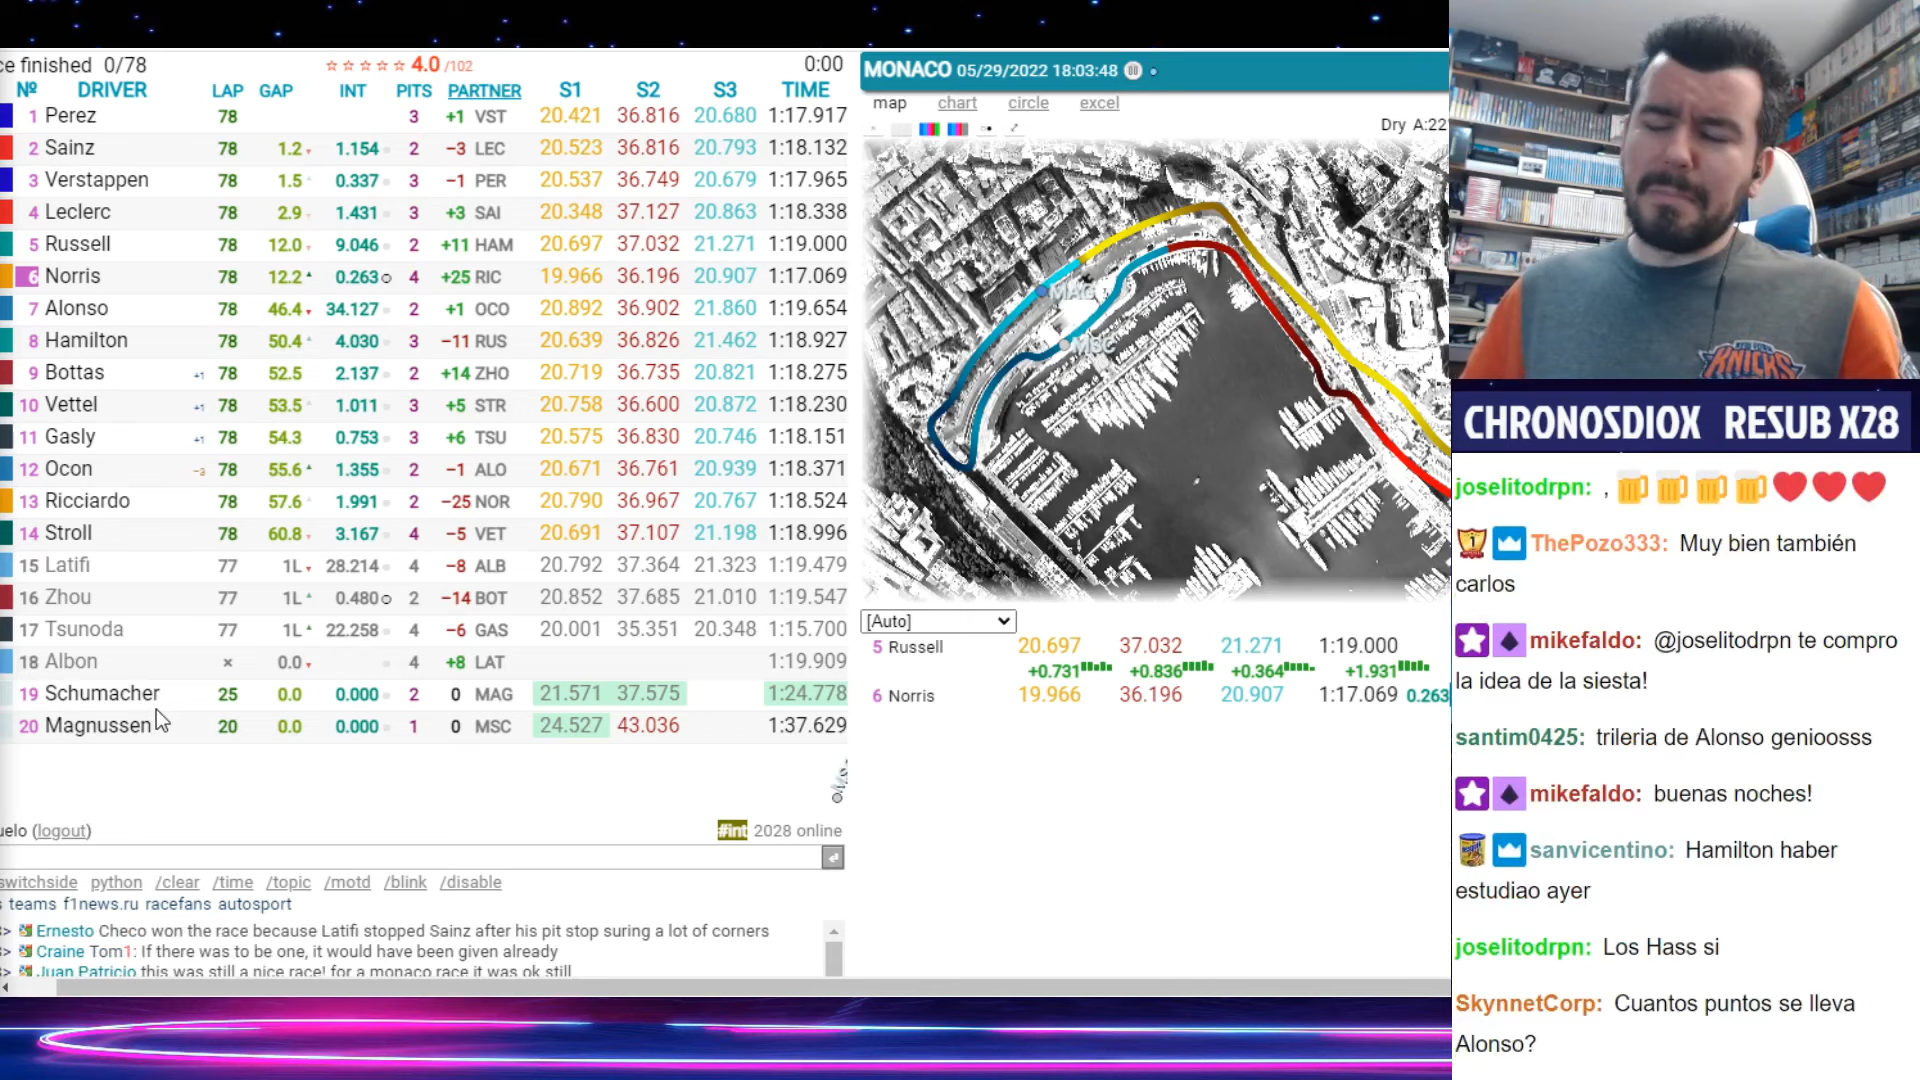 ce finished 0/78 4.0 /102 0:00
Nº DRIVER LAP GAP INT PITS PARTNER S1 S2 S3 TIME
1 Perez 78 3 +1 VST 20.421 36.816 20.680 1:17.917
2 Sainz 78 1.2 1.154 2 −3 LEC 20.523 36.816 20.793 1:18.132
3 Verstappen 78 1.5 0.337 3 −1 PER 20.537 36.749 20.679 1:17.965
4 Leclerc 78 2.9 1.431 3 +3 SAI 20.348 37.127 20.863 1:18.338
5 Russell 78 12.0 9.046 2 +11 HAM 20.697 37.032 21.271 1:19.000
6 Norris 78 12.2 0.263 4 +25 RIC 19.966 36.196 20.907 1:17.069
7 Alonso 78 46.4 34.127 2 +1 OCO 20.892 36.902 21.860 1:19.654
8 Hamilton 78 50.4 4.030 3 −11 RUS 20.639 36.826 21.462 1:18.927
9 Bottas +1 78 52.5 2.137 2 +14 ZHO 20.719 36.735 20.821 1:18.275
10 Vettel +1 78 53.5 1.011 3 +5 STR 20.758 36.600 20.872 1:18.230
11 Gasly +1 78 54.3 0.753 3 +6 TSU 20.575 36.830 20.746 1:18.151
12 Ocon −3 78 55.6 1.355 2 −1 ALO 20.671 36.761 20.939 1:18.371
13 Ricciardo 78 57.6 1.991 2 −25 NOR 20.790 36.967 20.767 1:18.524
14 Stroll 78 60.8 3.167 4 −5 VET 20.691 37.107 21.198 1:18.996
15 Latifi 77 1L 28.214 4 −8 ALB 20.792 37.364 21.323 1:19.479
16 Zhou 77 1L 0.480 2 −14 BOT 20.852 37.685 21.010 1:19.547
17 Tsunoda 77 1L 22.258 4 −6 GAS 20.001 35.351 20.348 1:15.700
18 Albon × 0.0 4 +8 LAT 1:19.909
19 Schumacher 25 0.0 0.000 2 0 MAG 21.571 37.575 1:24.778
20 Magnussen 20 0.0 0.000 1 0 MSC 24.527 43.036 1:37.629
uelo (logout) #int 2028 online
switchside python /clear /time /topic /motd /blink /disable
s teams f1news.ru racefans autosport
> Ernesto Checo won the race because Latifi stopped Sainz after his pit stop suring a lot of corners
> Craine Tom1: If there was to be one, it would have been given already
> Juan Patricio this was still a nice race! for a monaco race it was ok still
MONACO 05/29/2022 18:03:48
map chart circle excel
Dry A:22
MAG
MSC
[Auto]
5 Russell 20.697 37.032 21.271 1:19.000
+0.731 +0.836 +0.364 +1.931
6 Norris 19.966 36.196 20.907 1:17.069 0.263
KNICKS
CHRONOSDIOX RESUB X28
joselitodrpn: ,
ThePozo333: Muy bien también
carlos
mikefaldo: @joselitodrpn te compro
la idea de la siesta!
santim0425: trileria de Alonso genioosss
mikefaldo: buenas noches!
sanvicentino: Hamilton haber
estudiao ayer
joselitodrpn: Los Hass si
SkynnetCorp: Cuantos puntos se lleva
Alonso?